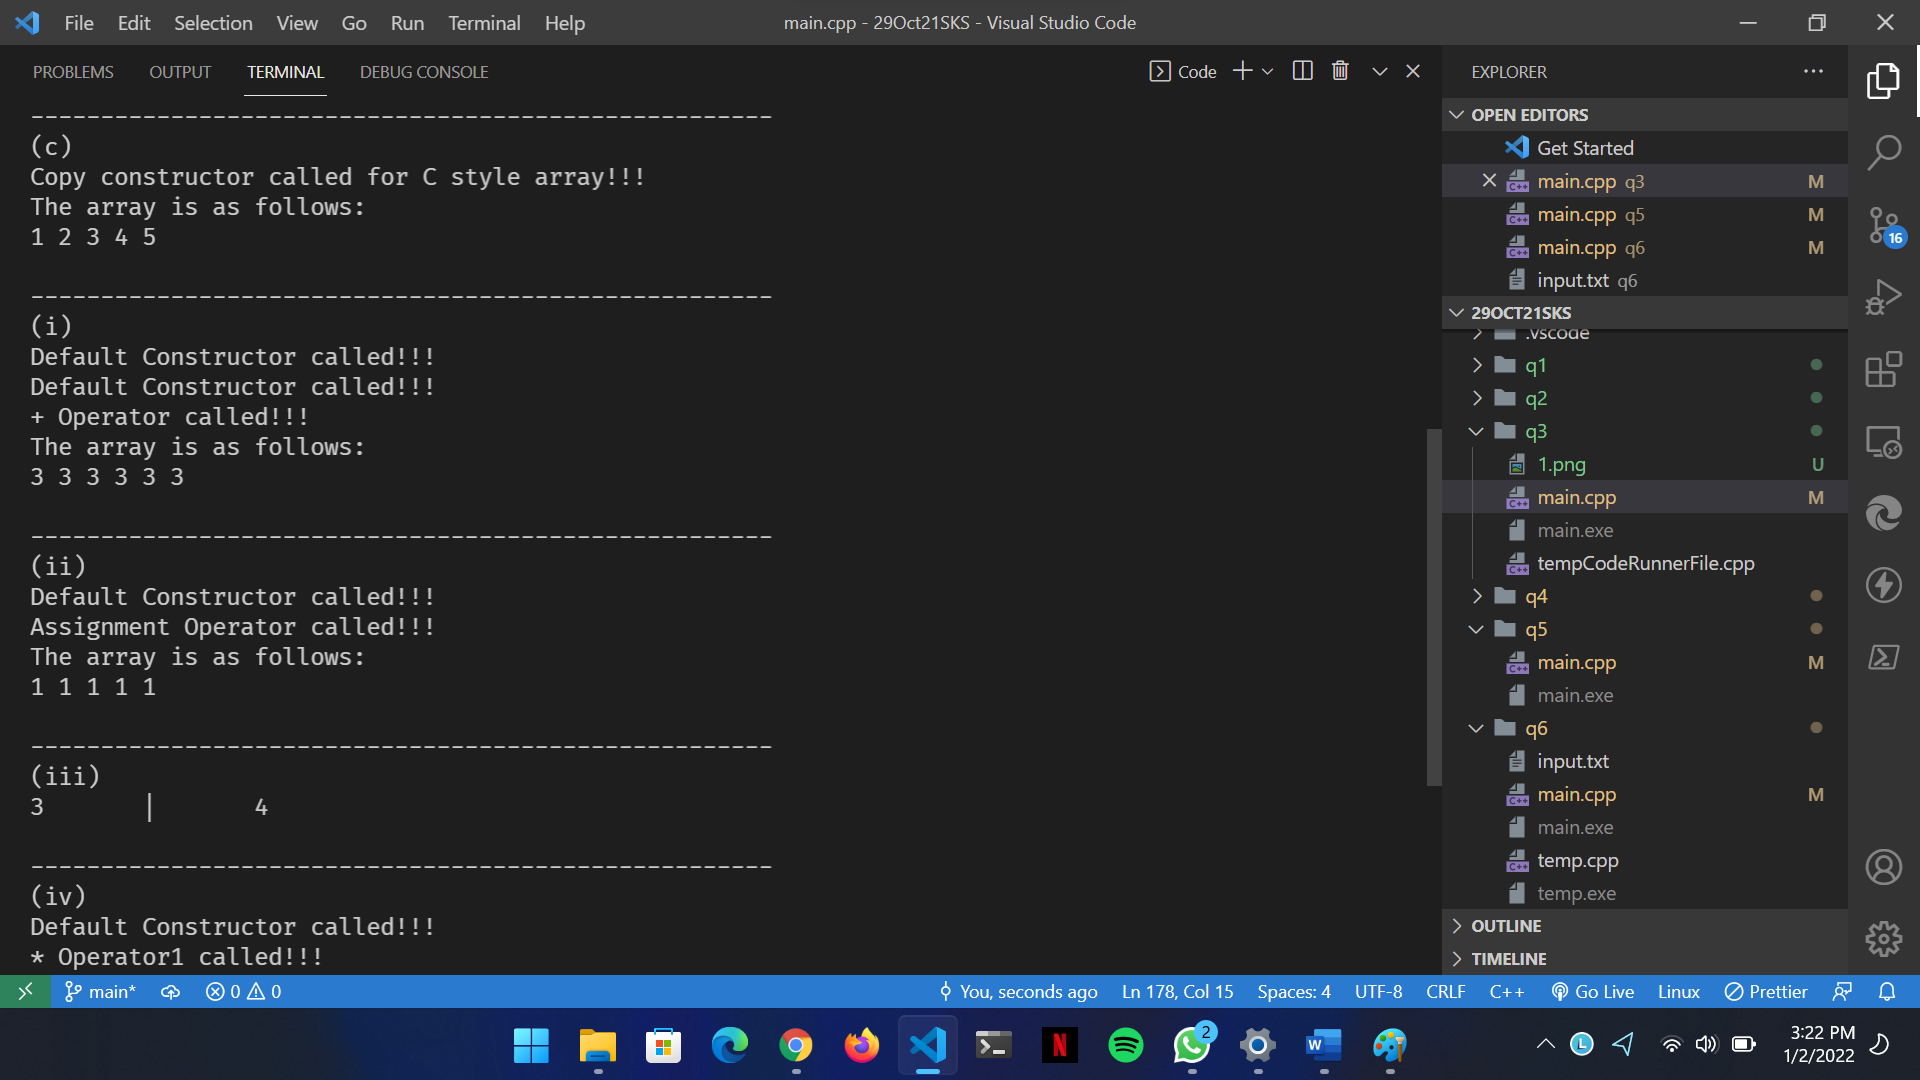 File Edit Selection View Go Run Terminal Help main.cpp - 29Oct21SKS - Visual Studio Code
PROBLEMS OUTPUT TERMINAL DEBUG CONSOLE Code
-----------------------------------------------------
(c)
Copy constructor called for C style array!!!
The array is as follows:
1 2 3 4 5
-----------------------------------------------------
(i)
Default Constructor called!!!
Default Constructor called!!!
+ Operator called!!!
The array is as follows:
3 3 3 3 3 3
-----------------------------------------------------
(ii)
Default Constructor called!!!
Assignment Operator called!!!
The array is as follows:
1 1 1 1 1
-----------------------------------------------------
(iii)
3 | 4
-----------------------------------------------------
(iv)
Default Constructor called!!!
* Operator1 called!!!
EXPLORER
OPEN EDITORS
Get Started
main.cpp q3 M
main.cpp q5 M
main.cpp q6 M
input.txt q6
29OCT21SKS
.vscode
q1
q2
q3
1.png U
main.cpp M
main.exe
tempCodeRunnerFile.cpp
q4
q5
main.cpp M
main.exe
q6
input.txt
main.cpp M
main.exe
temp.cpp
temp.exe
OUTLINE
TIMELINE
16
main* 0 0 You, seconds ago Ln 178, Col 15 Spaces: 4 UTF-8 CRLF C++ Go Live Linux Prettier
N 2 W L
3:22 PM
1/2/2022